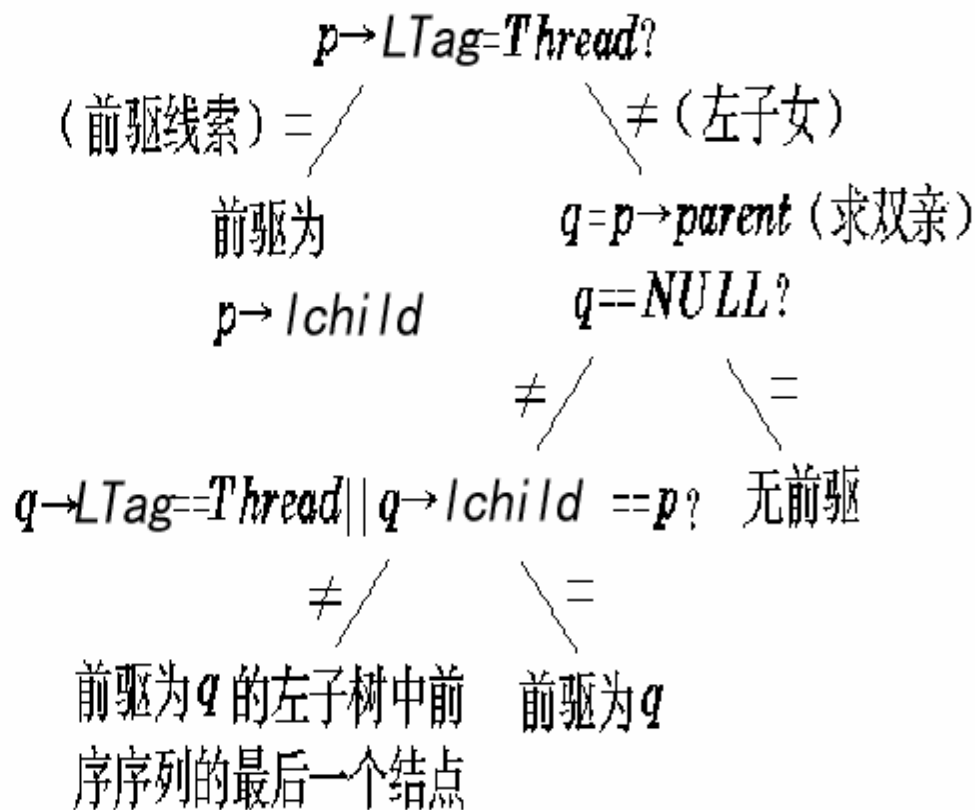 p→LTag=Thread?
（前驱线索）= ≠（左子女）
前驱为 q=p→parent（求双亲）
p→lchild q==NULL?
≠ =
q→LTag==Thread||q→lchild ==p? 无前驱
≠ =
前驱为q的左子树中前 前驱为q
序序列的最后一个结点